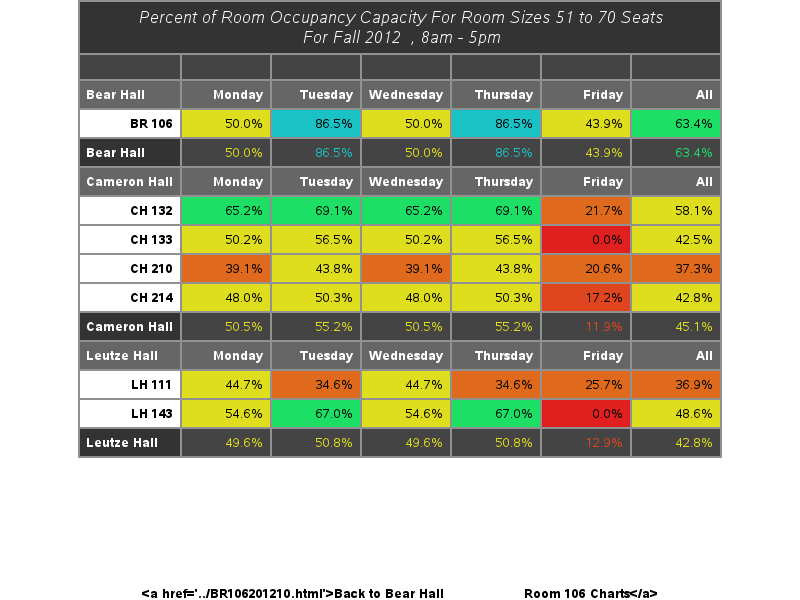 Percent of Room Occupancy Capacity For Room Sizes 51 to 70 Seats
For Fall 2012 , 8am - 5pm
Bear Hall Monday Tuesday Wednesday Thursday Friday All
BR 106 50.0% 86.5% 50.0% 86.5% 43.9% 63.4%
Bear Hall 50.0% 86.5% 50.0% 86.5% 43.9% 63.4%
Cameron Hall Monday Tuesday Wednesday Thursday Friday All
CH 132 65.2% 69.1% 65.2% 69.1% 21.7% 58.1%
CH 133 50.2% 56.5% 50.2% 56.5% 0.0% 42.5%
CH 210 39.1% 43.8% 39.1% 43.8% 20.6% 37.3%
CH 214 48.0% 50.3% 48.0% 50.3% 17.2% 42.8%
Cameron Hall 50.5% 55.2% 50.5% 55.2% 11.9% 45.1%
Leutze Hall Monday Tuesday Wednesday Thursday Friday All
LH 111 44.7% 34.6% 44.7% 34.6% 25.7% 36.9%
LH 143 54.6% 67.0% 54.6% 67.0% 0.0% 48.6%
Leutze Hall 49.6% 50.8% 49.6% 50.8% 12.9% 42.8%
<a href='../BR106201210.html'>Back to Bear Hall Room 106 Charts</a>